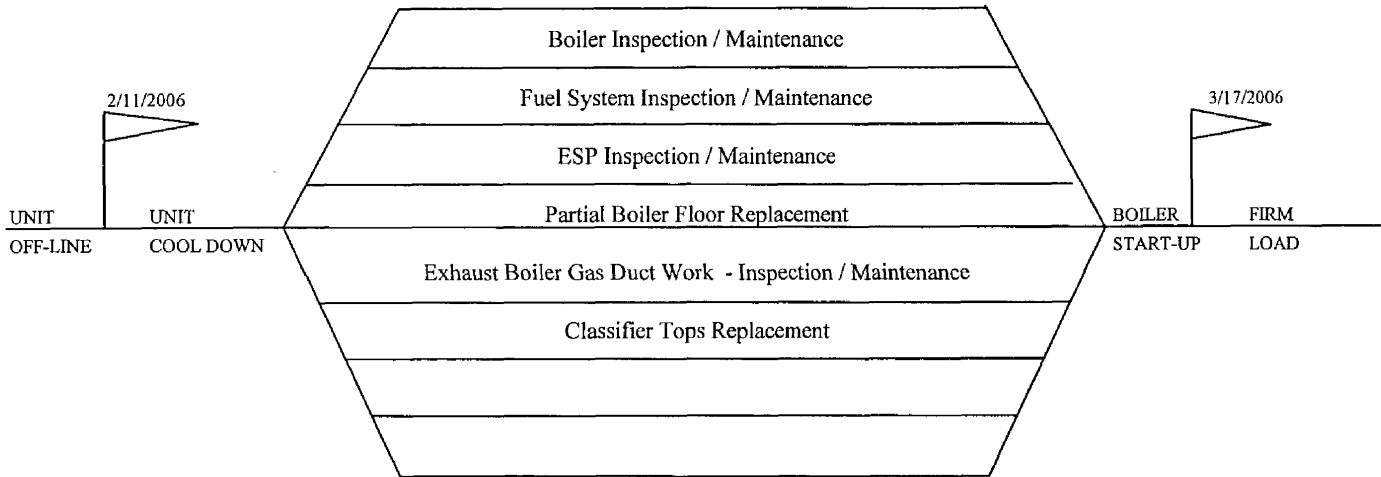 Boiler Inspection / Maintenance
Fuel System Inspection / Maintenance
2/11/2006
3/17/2006
ESP Inspection / Maintenance
UNIT UNIT Partial Boiler Floor Replacement BOILER FIRM
OFF-LINE COOL DOWN START-UP LOAD
Exhaust Boiler Gas Duct Work - Inspection / Maintenance
Classifier Tops Replacement